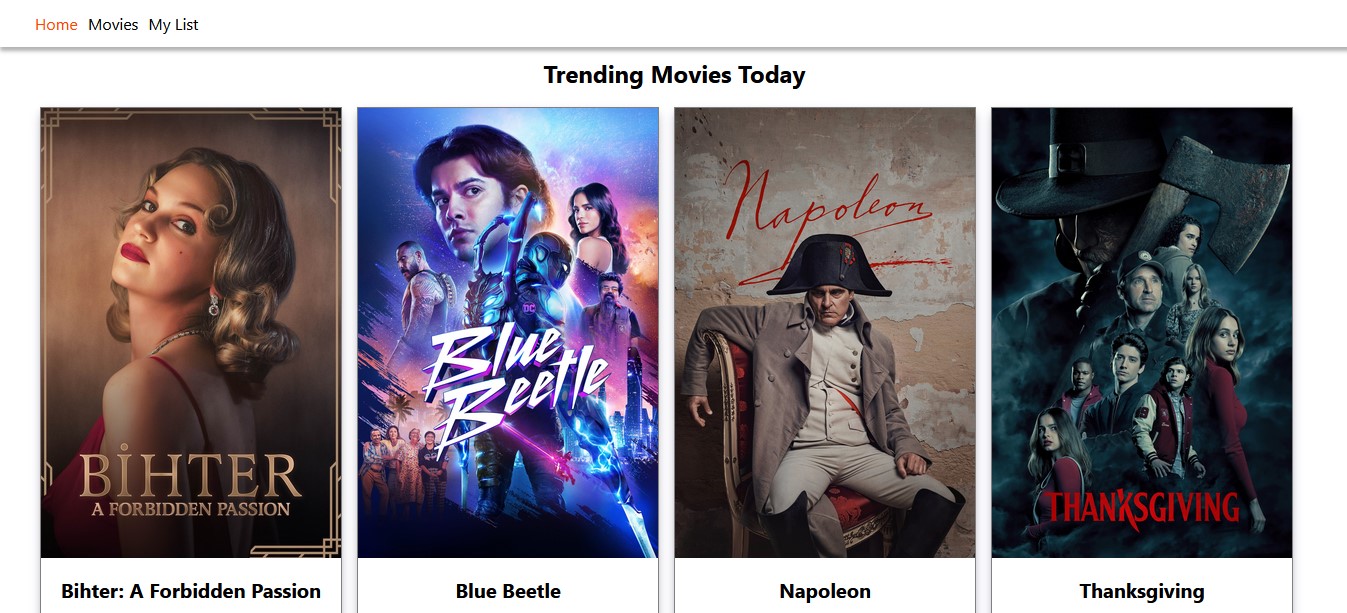 Home Movies My List
Trending Movies Today
BİHTER
A FORBIDDEN PASSION
DC
Blue
Beetle
Napoleon
THANKSGIVING
Bihter: A Forbidden Passion
Blue Beetle
Napoleon
Thanksgiving